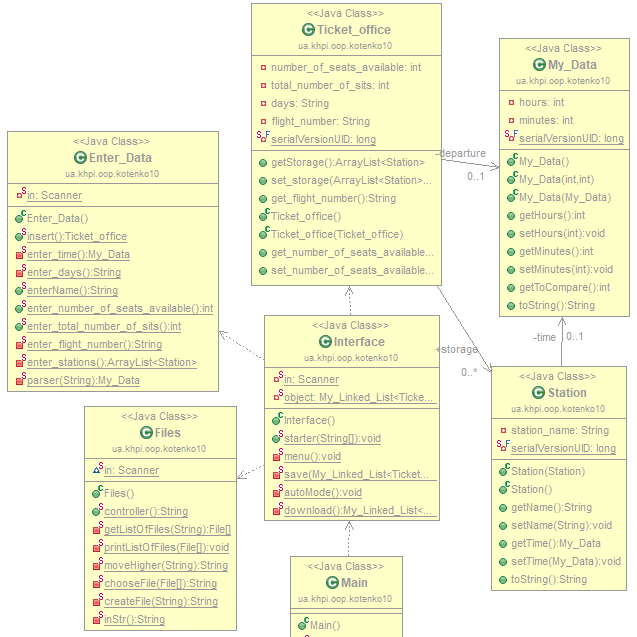 <<Java Class>>
Ticket_office
ua.khpi.oop.kotenko10
number_of_seats_available: int
total_number_of_sits: int
days: String
flight_number: String
serialVersionUID: long
getStorage():ArrayList<Station>
set_storage(ArrayList<Station>...
get_flight_number():String
Ticket_office()
Ticket_office(Ticket_office)
get_number_of_seats_available...
set_number_of_seats_available...
<<Java Class>>
My_Data
ua.khpi.oop.kotenko10
hours: int
minutes: int
serialVersionUID: long
My_Data()
My_Data(int,int)
My_Data(My_Data)
getHours():int
setHours(int):void
getMinutes():int
setMinutes(int):void
getToCompare():int
toString():String
-departure
0..1
<<Java Class>>
Enter_Data
ua.khpi.oop.kotenko10
in: Scanner
Enter_Data()
insert():Ticket_office
enter_time():My_Data
enter_days():String
enterName():String
enter_number_of_seats_available():int
enter_total_number_of_sits():int
enter_flight_number():String
enter_stations():ArrayList<Station>
parser(String):My_Data
<<Java Class>>
Interface
ua.khpi.oop.kotenko10
in: Scanner
object: My_Linked_List<Ticke...
Interface()
starter(String[]):void
menu():void
save(My_Linked_List<Ticket...
autoMode():void
download():My_Linked_List<...
+storage
0..*
-time
0..1
<<Java Class>>
Station
ua.khpi.oop.kotenko10
station_name: String
serialVersionUID: long
Station(Station)
Station()
getName():String
setName(String):void
getTime():My_Data
setTime(My_Data):void
toString():String
<<Java Class>>
Files
ua.khpi.oop.kotenko10
in: Scanner
Files()
controller():String
getListOfFiles(String):File[]
printListOfFiles(File[]):void
moveHigher(String):String
chooseFile(File[]):String
createFile(String):String
inStr():String
<<Java Class>>
Main
ua.khpi.oop.kotenko10
Main()